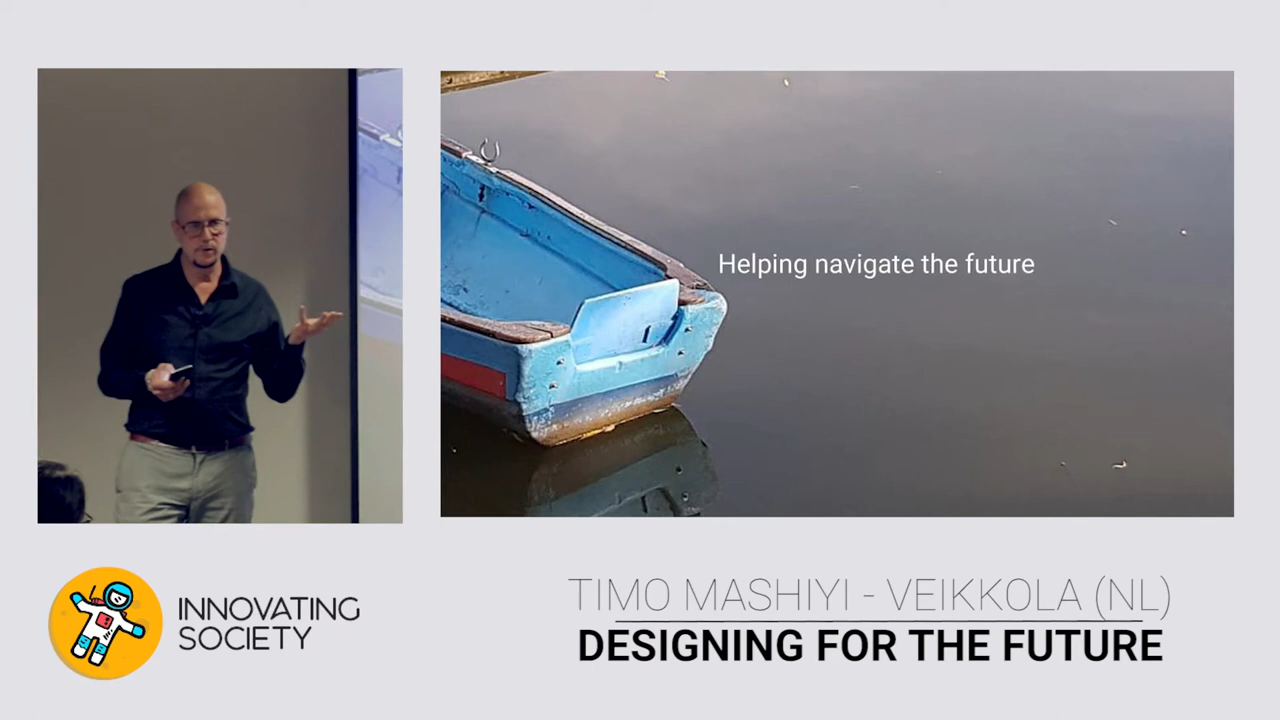 Helping navigate the future
INNOVATING
SOCIETY
TIMO MASHIYI - VEIKKOLA (NL)
DESIGNING FOR THE FUTURE